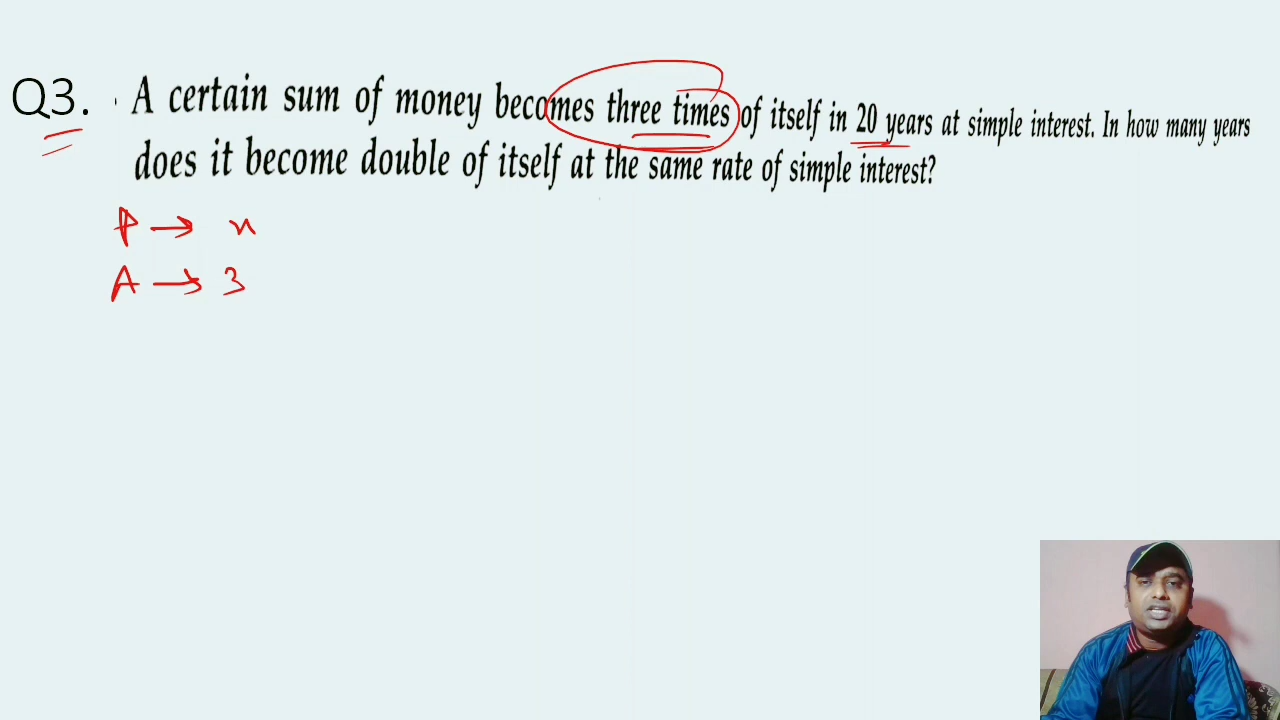 Q3. A certain sum of money becomes three times of itself in 20 years at simple interest. In how many years
does it become double of itself at the same rate of simple interest?
P → x
A → 3